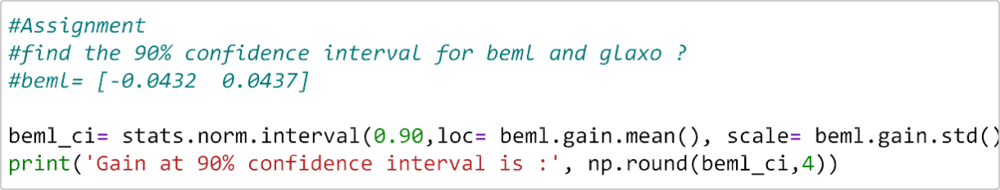 #Assignment
#find the 90% confidence interval for beml and glaxo ?
#beml= [-0.0432  0.0437]
beml_ci= stats.norm.interval(0.90,loc= beml.gain.mean(), scale= beml.gain.std()
print('Gain at 90% confidence interval is :', np.round(beml_ci,4))